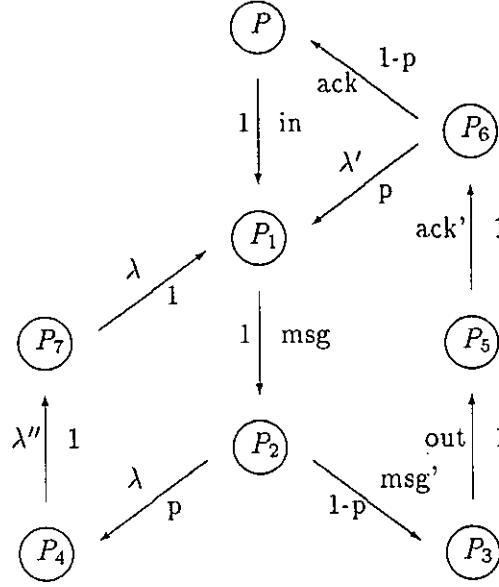 P
1-p
ack
1 in
P₆
λ′
p
P₁
ack' 1
λ
1
P₇
1 msg
P₅
λ″ 1
out 1
P₂
λ
p
msg'
1-p
P₄
P₃